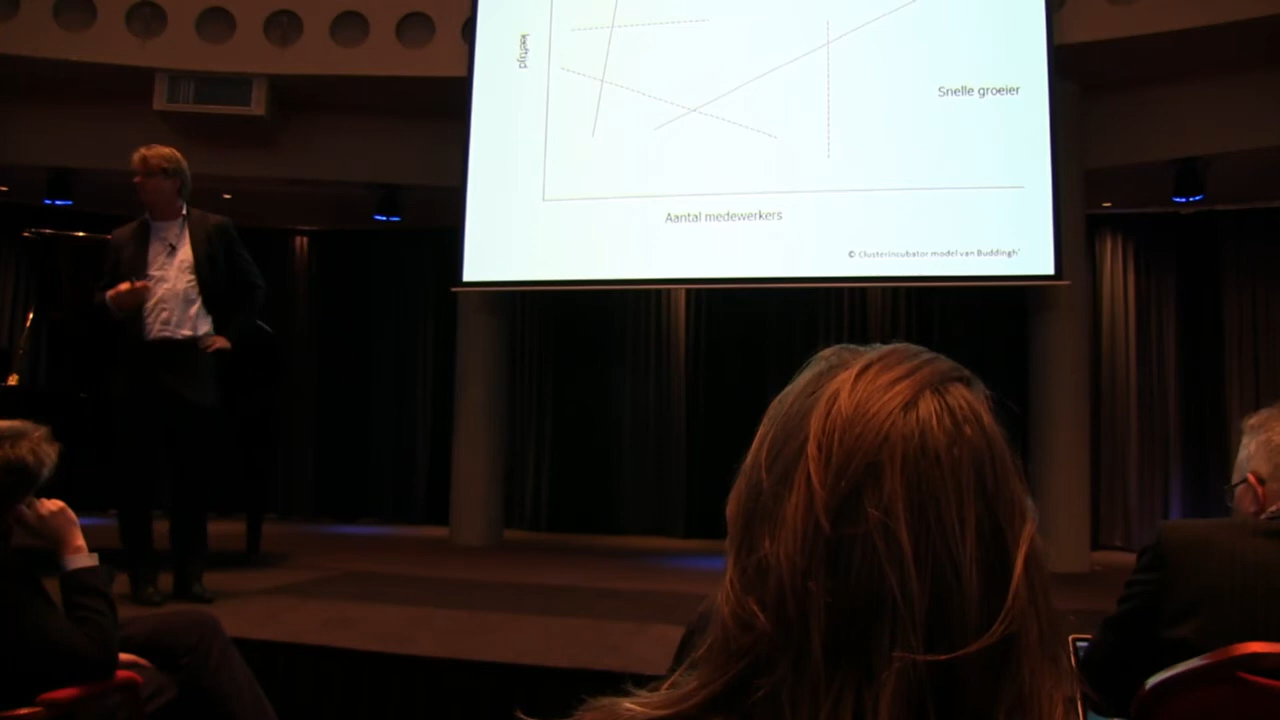 leeftijd
Snelle groeier
Aantal medewerkers
© Clusterincubator model van Buddingh'